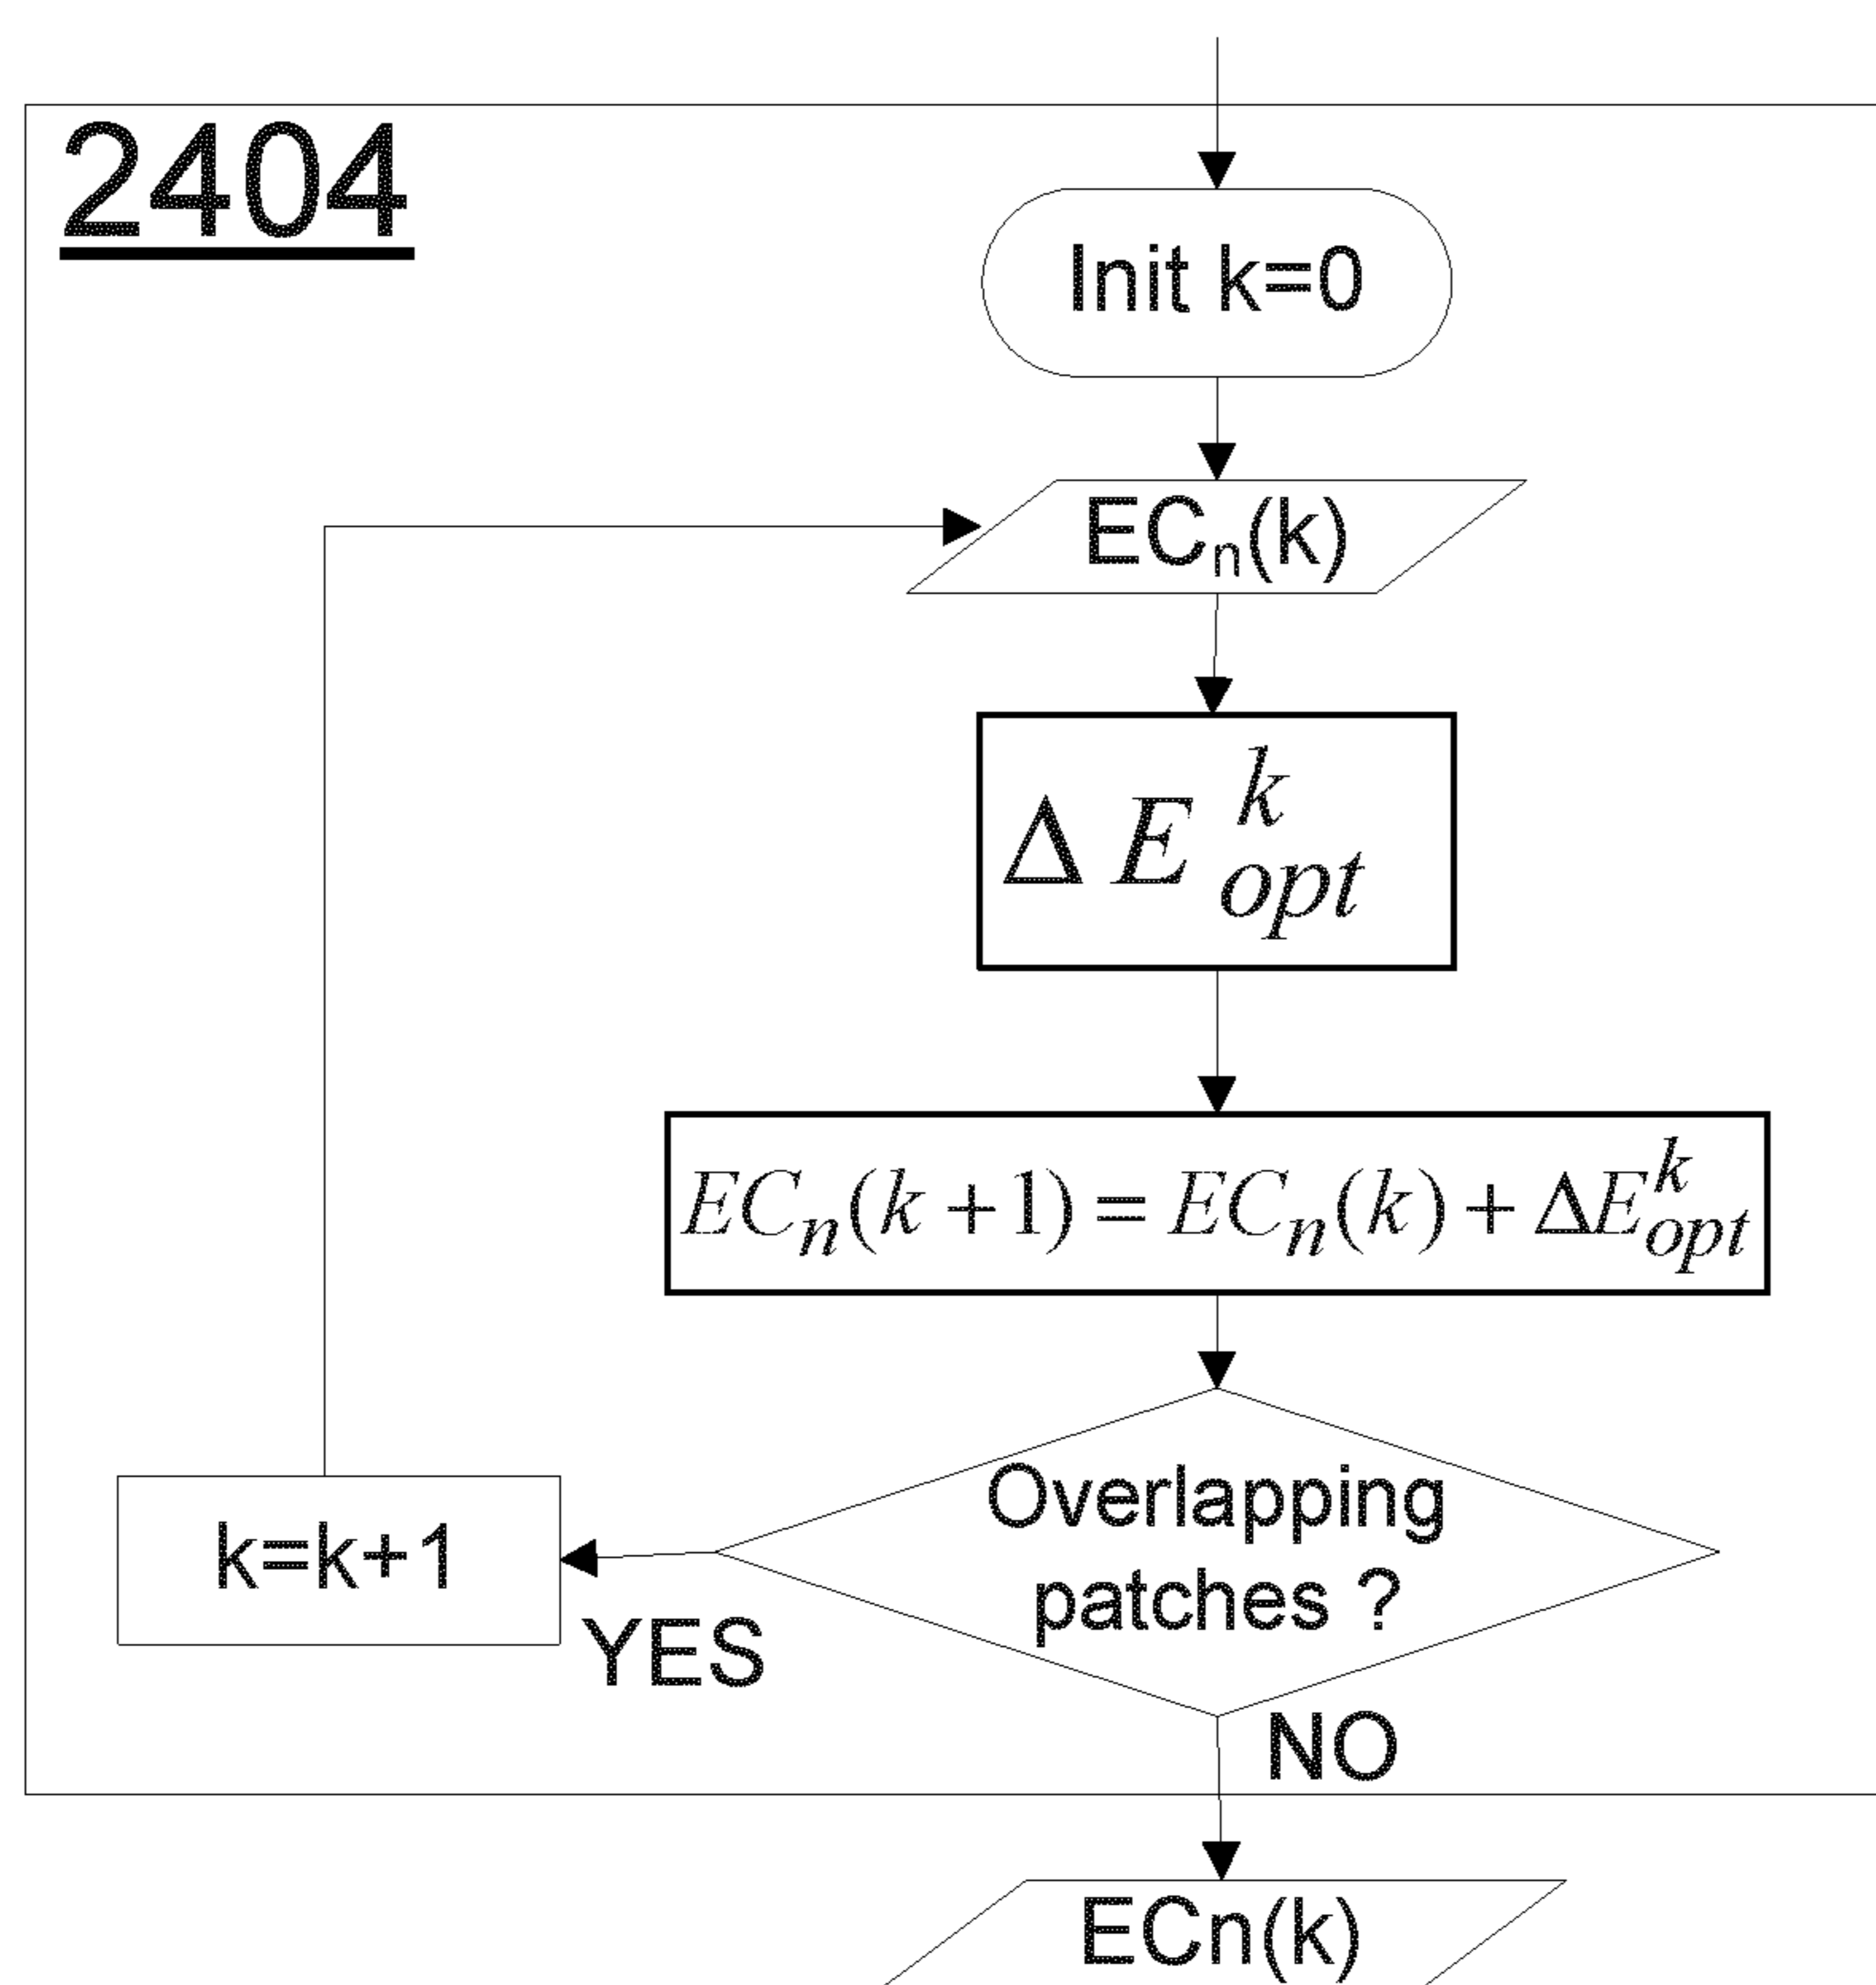 2404
Init k=0
ECₙ(k)
ΔE^k_opt
ECₙ(k+1)=ECₙ(k)+ΔE^k_opt
Overlapping
patches ?
k=k+1
YES
NO
ECn(k)